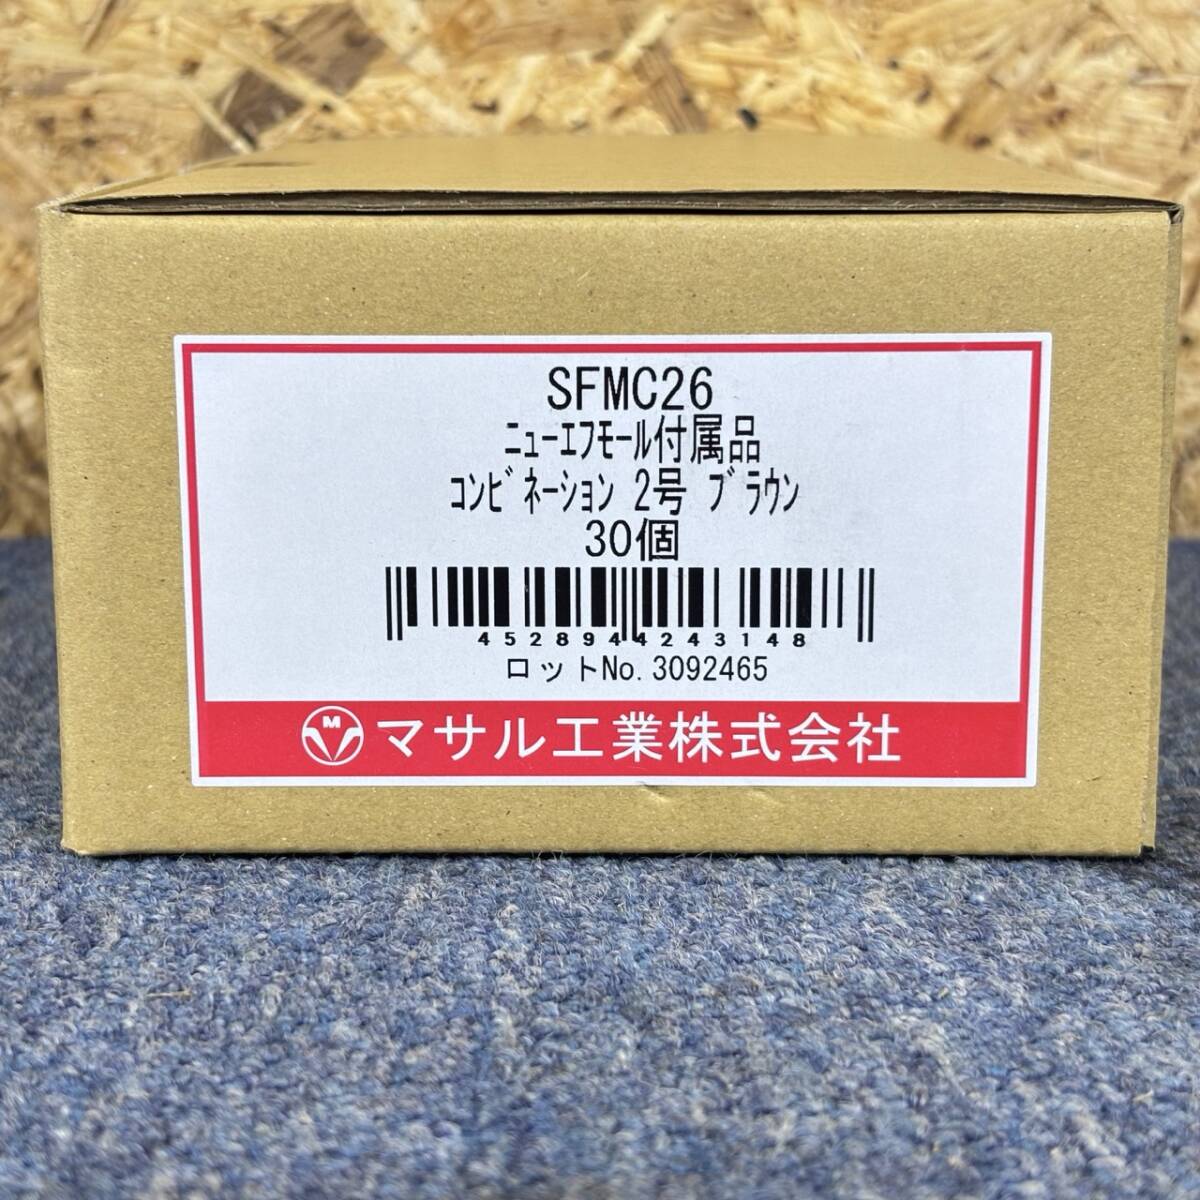 SFMC26
ﾆｭｰｴﾌﾓｰﾙ付属品
ｺﾝﾋﾞﾈｰｼｮﾝ 2号 ﾌﾞﾗｳﾝ
30個
4528944243148
ロットNo. 3092465
M マサル工業株式会社